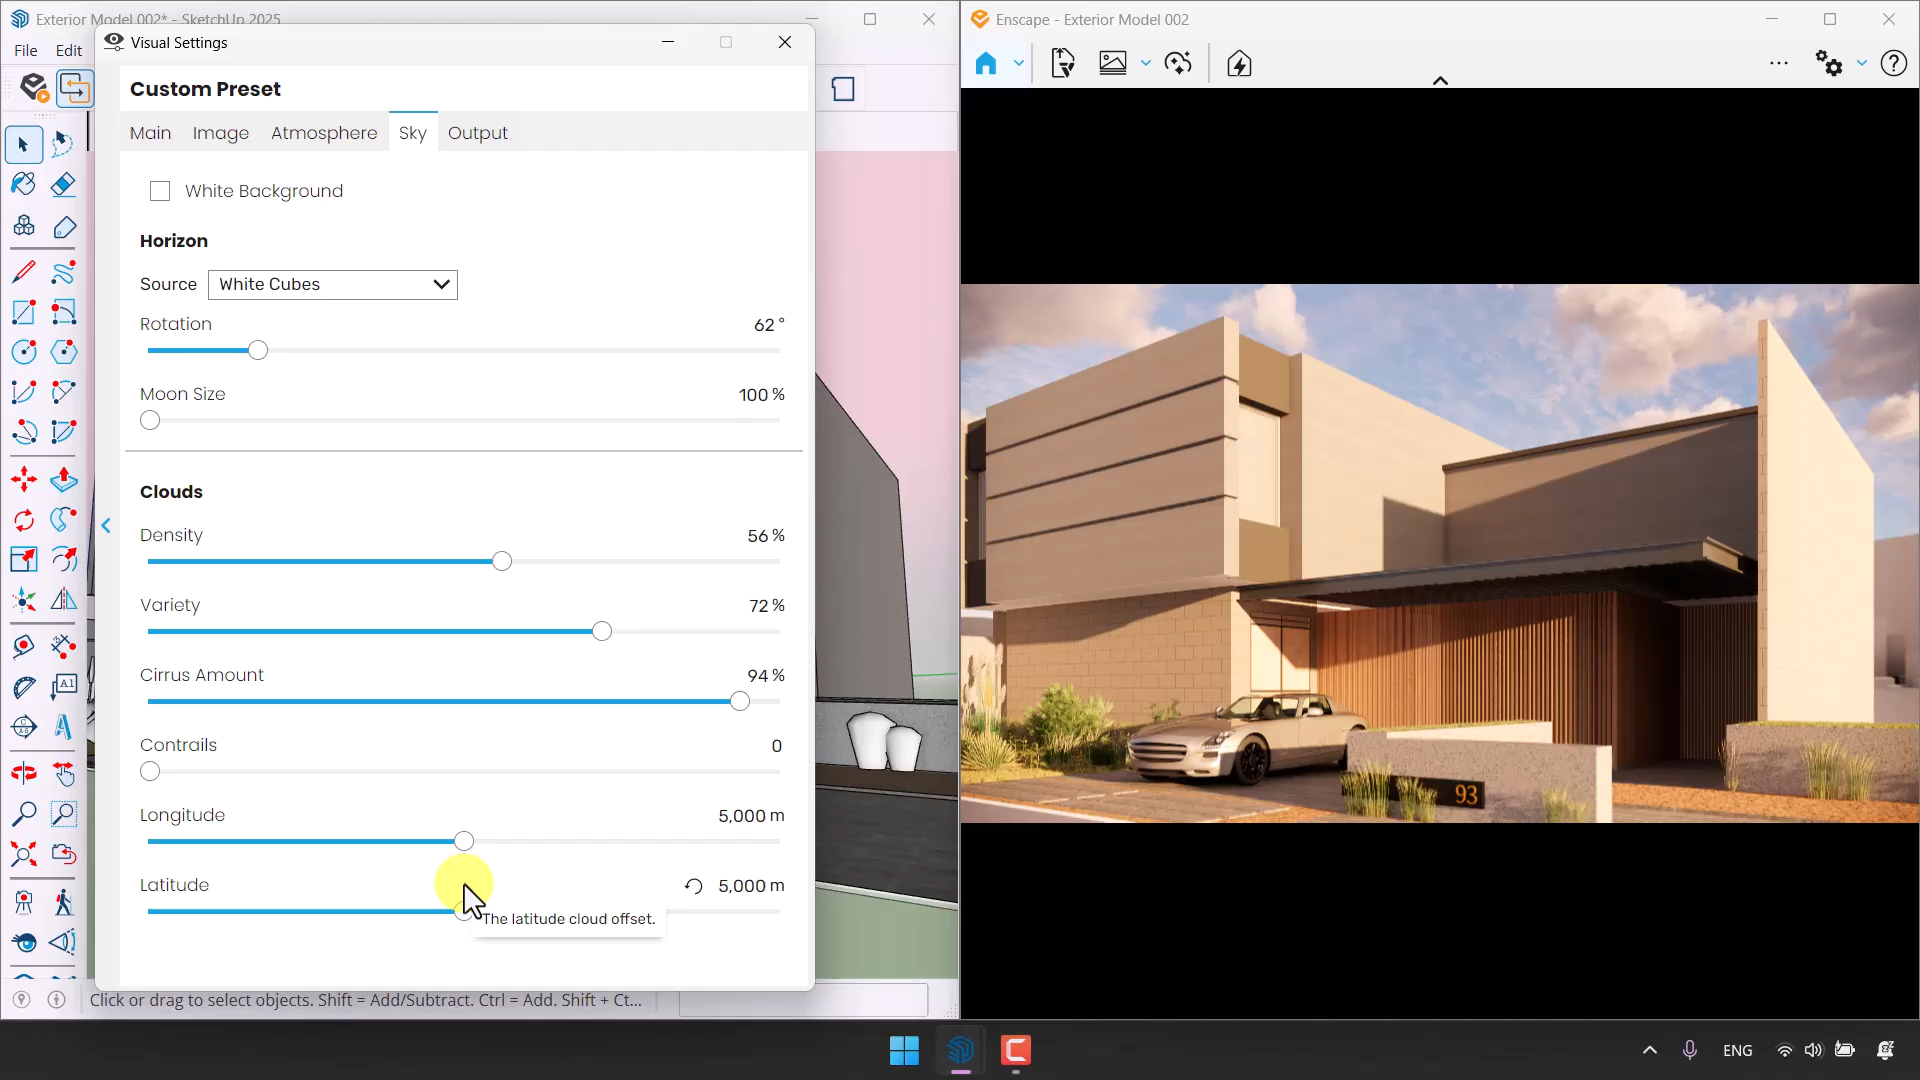 Exterior Model 002* - SketchUp 2025
File Edit
Visual Settings
Custom Preset
Main Image Atmosphere Sky Output
White Background
Horizon
Source White Cubes
Rotation 62 °
Moon Size 100 %
Clouds
Density 56 %
Variety 72 %
Cirrus Amount 94 %
Contrails 0
Longitude 5,000 m
Latitude 5,000 m
The latitude cloud offset.
Click or drag to select objects. Shift = Add/Subtract. Ctrl = Add. Shift + Ct...
Enscape - Exterior Model 002
93
ENG